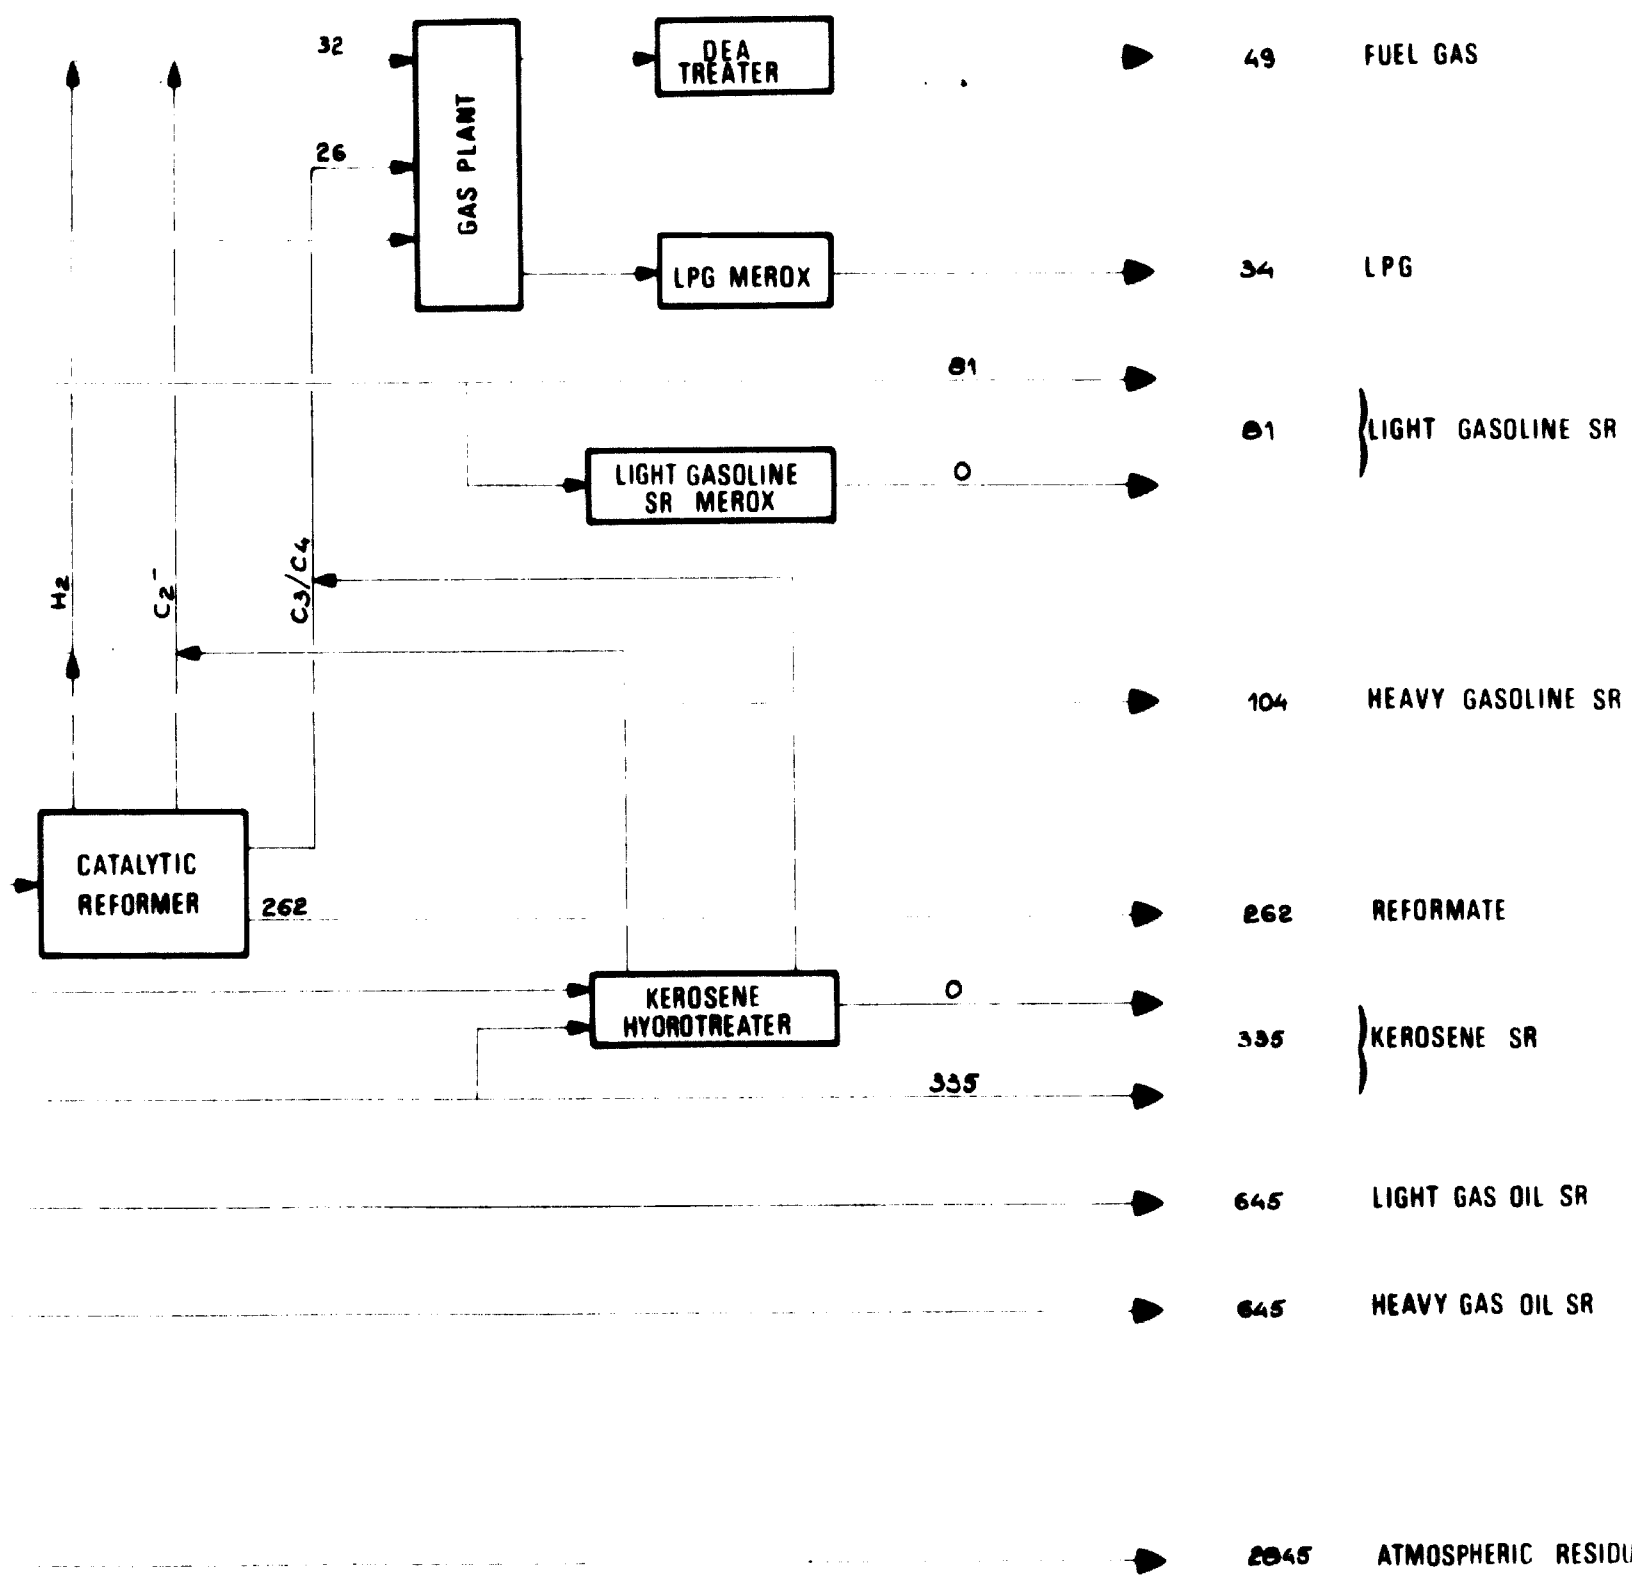 32
DEA
TREATER
49
FUEL GAS
26
GAS PLANT
LPG MEROX
34
LPG
81
81
LIGHT GASOLINE SR
LIGHT GASOLINE
SR MEROX
0
H2
C2-
C3/C4
104
HEAVY GASOLINE SR
CATALYTIC
REFORMER
262
262
REFORMATE
KEROSENE
HYDROTREATER
0
335
KEROSENE SR
335
645
LIGHT GAS OIL SR
645
HEAVY GAS OIL SR
2845
ATMOSPHERIC RESIDU